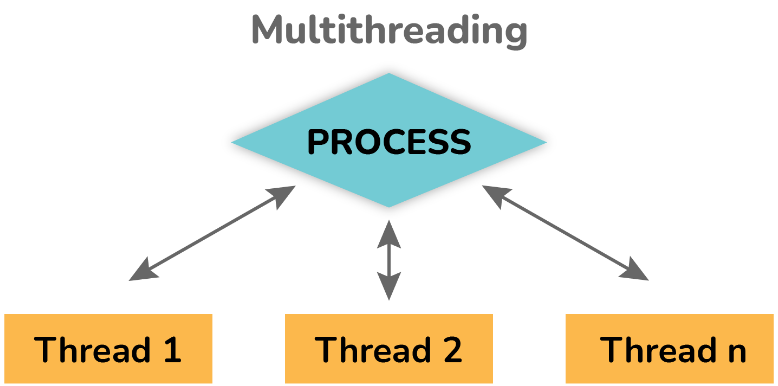 Multithreading
PROCESS
Thread 1
Thread 2
Thread n